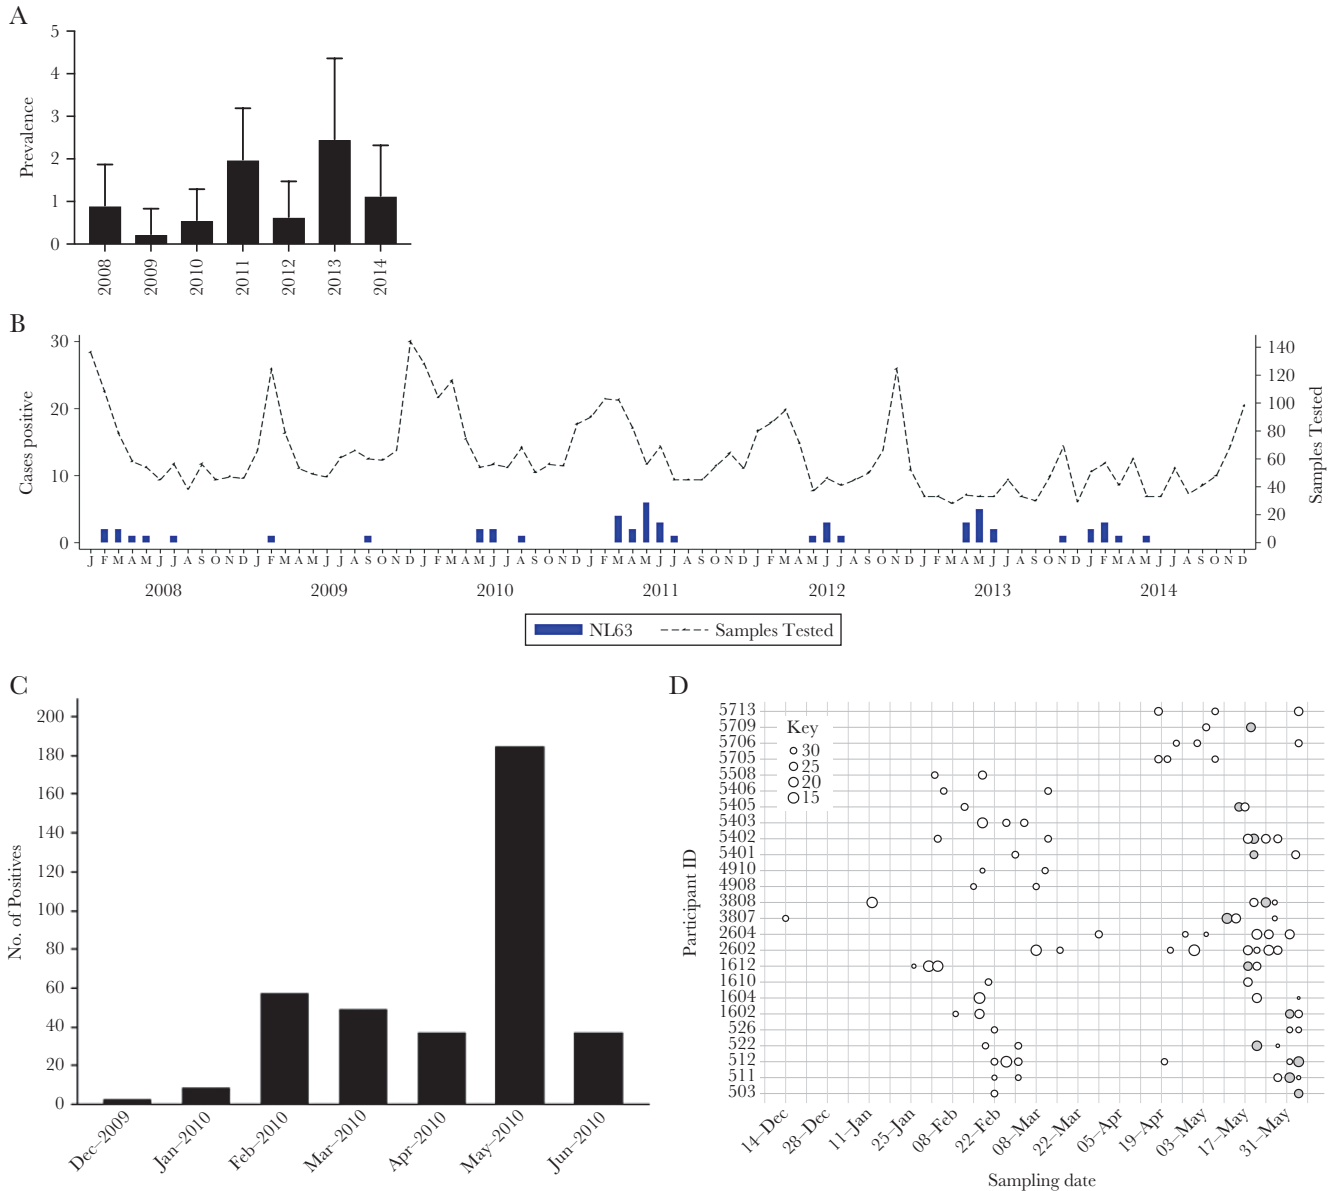 A
5
4
3
2
1
0
Prevalence
2008
2009
2010
2011
2012
2013
2014
B
30
20
10
0
Cases positive
140
120
100
80
60
40
20
0
Samples Tested
J F M A M J J A S O N D J F M A M J J A S O N D J F M A M J J A S O N D J F M A M J J A S O N D J F M A M J J A S O N D J F M A M J J A S O N D J F M A M J J A S O N D
2008 2009 2010 2011 2012 2013 2014
NL63 Samples Tested
C
200
180
160
140
120
100
80
60
40
20
0
No. of Positives
Dec–2009
Jan–2010
Feb–2010
Mar–2010
Apr–2010
May–2010
Jun–2010
D
Participant ID
5713
5709
5706
5705
5508
5406
5405
5403
5402
5401
4910
4908
3808
3807
2604
2602
1612
1610
1604
1602
526
522
512
511
503
Key
30
25
20
15
14–Dec
28–Dec
11–Jan
25–Jan
08–Feb
22–Feb
08–Mar
22–Mar
05–Apr
19–Apr
03–May
17–May
31–May
Sampling date